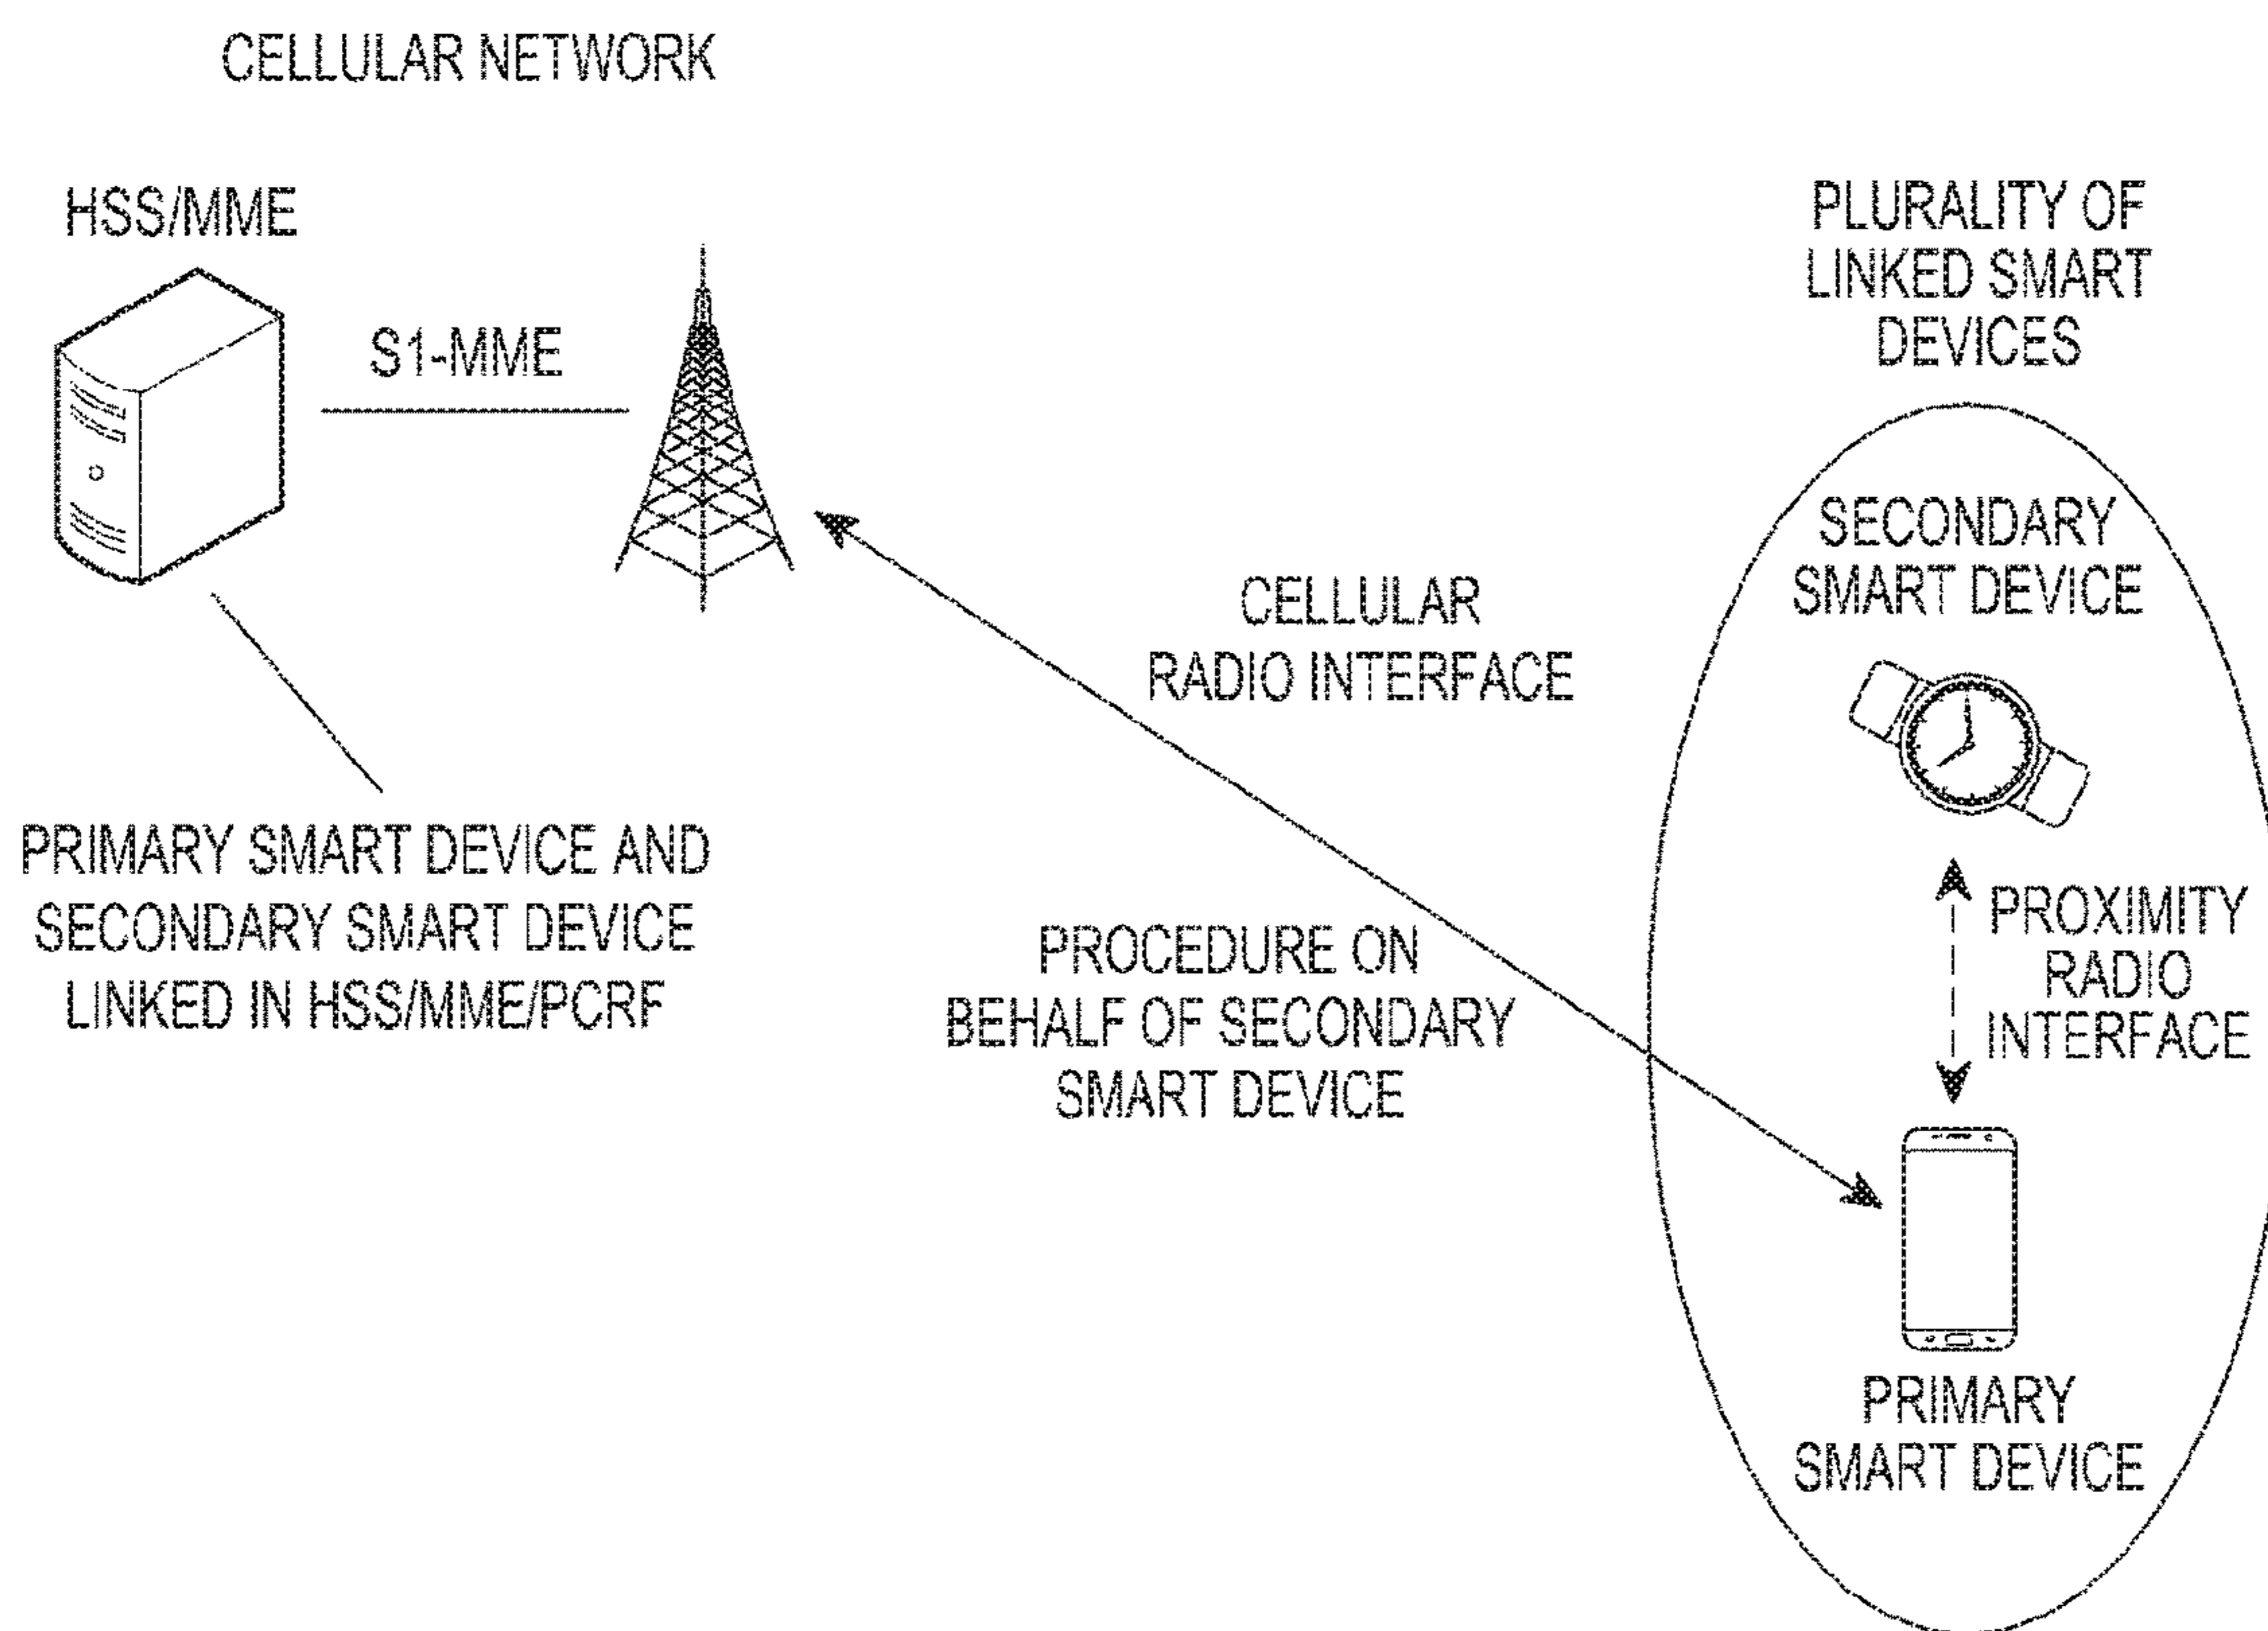 CELLULAR NETWORK
HSS/MME
S1-MME
PRIMARY SMART DEVICE AND
SECONDARY SMART DEVICE
LINKED IN HSS/MME/PCRF
CELLULAR
RADIO INTERFACE
PROCEDURE ON
BEHALF OF SECONDARY
SMART DEVICE
PLURALITY OF
LINKED SMART
DEVICES
SECONDARY
SMART DEVICE
PROXIMITY
RADIO
INTERFACE
PRIMARY
SMART DEVICE